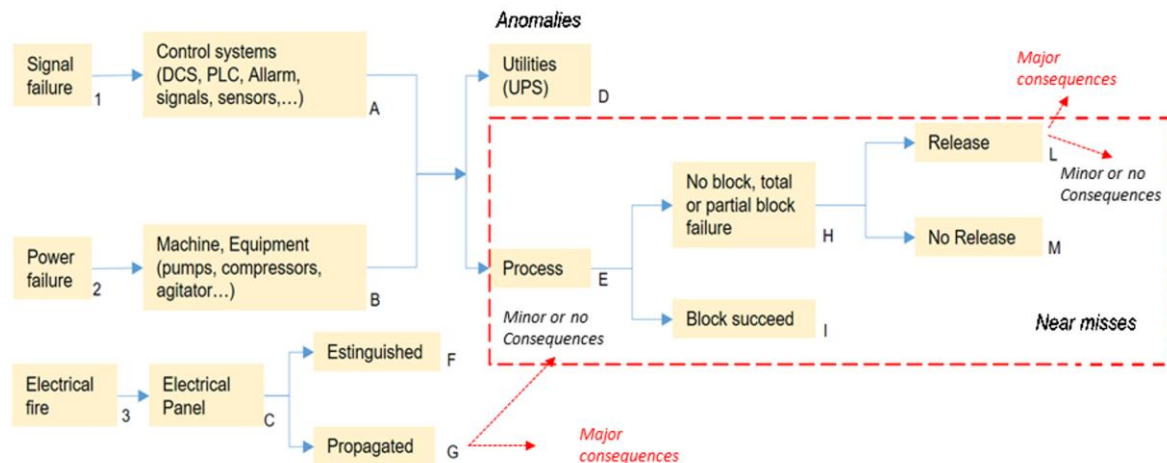 Anomalies
Signal
failure
1
Control systems
(DCS, PLC, Allarm,
signals, sensors,...)
A
Utilities
(UPS)
D
Major
consequences
Release
L
Minor or no
Consequences
No block, total
or partial block
failure
H
No Release
M
Power
failure
2
Machine, Equipment
(pumps, compressors,
agitator...)
B
Process
E
Minor or no
Consequences
Block succeed
I
Near misses
Estinguished
F
Electrical
fire
3
Electrical
Panel
C
Propagated
G
Major
consequences